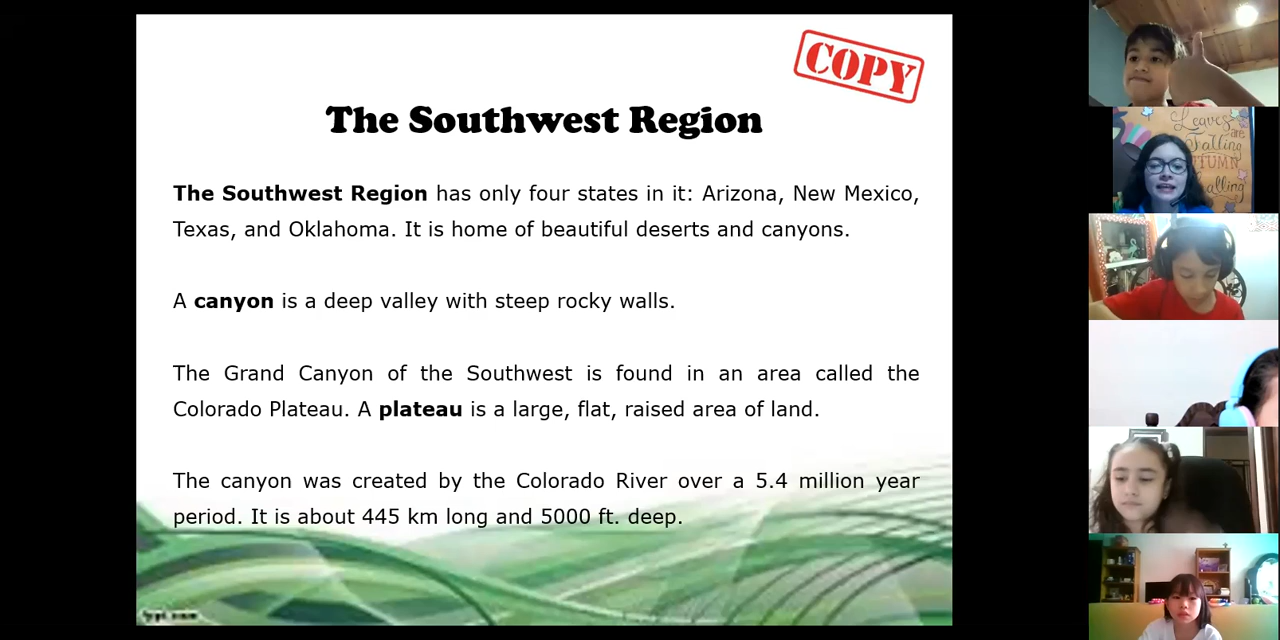 COPY
The Southwest Region
The Southwest Region has only four states in it: Arizona, New Mexico,
Texas, and Oklahoma. It is home of beautiful deserts and canyons.
A canyon is a deep valley with steep rocky walls.
The Grand Canyon of the Southwest is found in an area called the
Colorado Plateau. A plateau is a large, flat, raised area of land.
The canyon was created by the Colorado River over a 5.4 million year
period. It is about 445 km long and 5000 ft. deep.
Leaves
are
Falling
AUTUMN